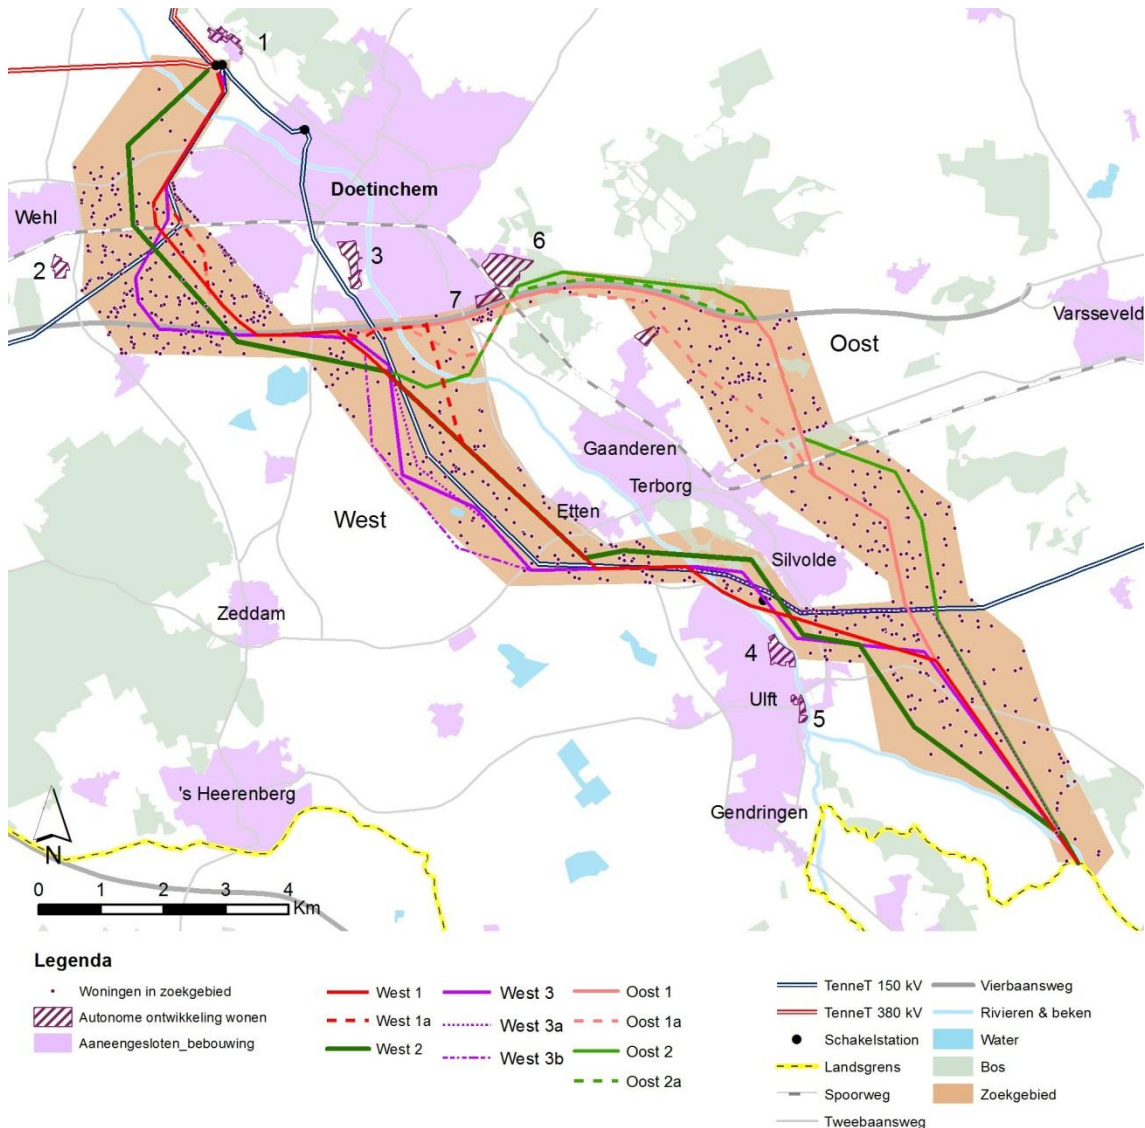 1
Doetinchem
Wehl
6
3
2
7
Varsseveld
Oost
Gaanderen
Terborg
West
Etten
Silvolde
Zeddam
4
Ulft
5
's Heerenberg
Gendringen
N
0 1 2 3 4
Km
Legenda
Woningen in zoekgebied
Autonome ontwikkeling wonen
Aaneengesloten_bebouwing
West 1
West 1a
West 2
West 3
West 3a
West 3b
Oost 1
Oost 1a
Oost 2
Oost 2a
TenneT 150 kV
TenneT 380 kV
Schakelstation
Landsgrens
Spoorweg
Tweebaansweg
Vierbaansweg
Rivieren & beken
Water
Bos
Zoekgebied